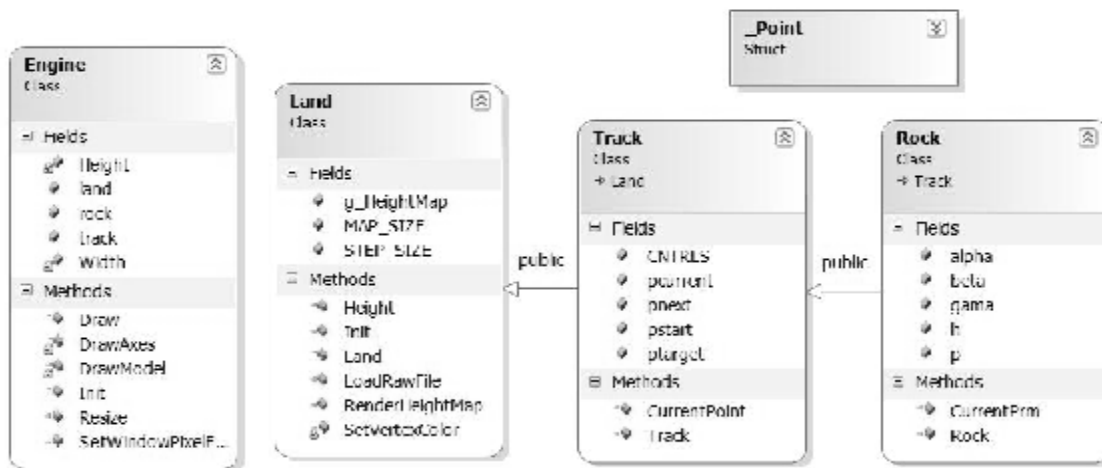 Engine
Class
Fields
Height
land
rock
track
Width
Methods
Draw
DrawAxes
DrawModel
Init
Resize
SetWindowPixelF...
Land
Class
Fields
g_HeightMap
MAP_SIZE
STEP_SIZE
Methods
Height
Init
Land
LoadRawFile
RenderHeightMap
SetVertexColor
public
_Point
Struct
Track
Class
Land
Fields
pcurrent
pnext
pstart
ptarget
Methods
CurrentPoint
Track
public
Rock
Class
Track
Fields
alpha
beta
gama
h
p
Methods
CurrentPrm
Rock